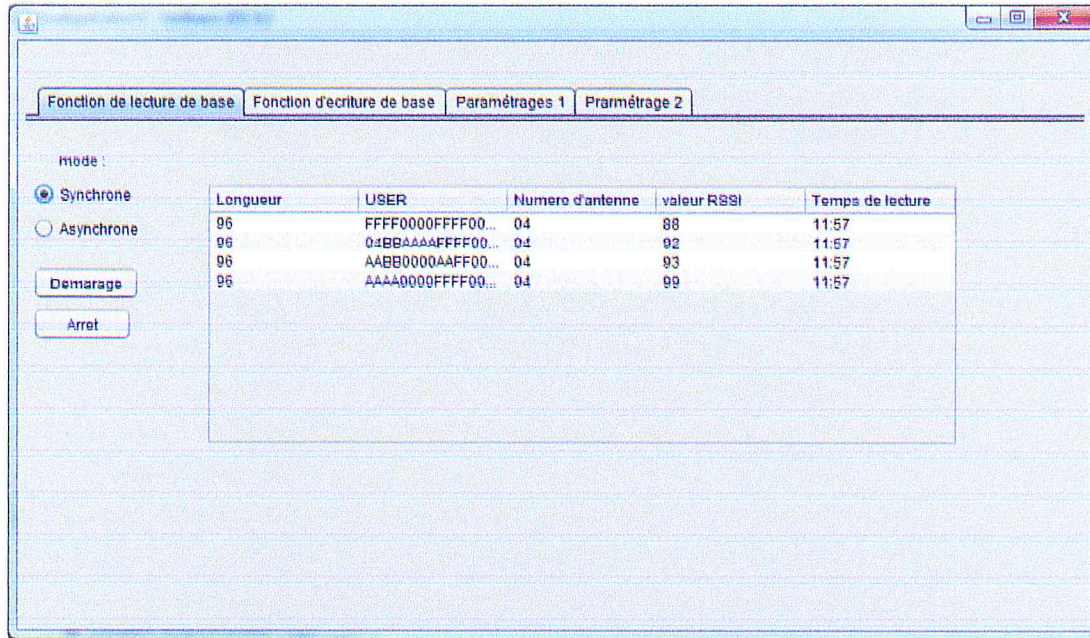 Fonction de lecture de base Fonction d'ecriture de base Paramétrages 1 Prarmétrage 2
mode :
Synchrone
Asynchrone
Demarage
Arret
Longueur USER Numero d'antenne valeur RSSI Temps de lecture
96 FFFF0000FFFF00... 04 88 11:57
96 04BBAAAAFFFF00... 04 92 11:57
96 AABB0000AAFF00... 04 93 11:57
96 AAAA0000FFFF00... 04 99 11:57